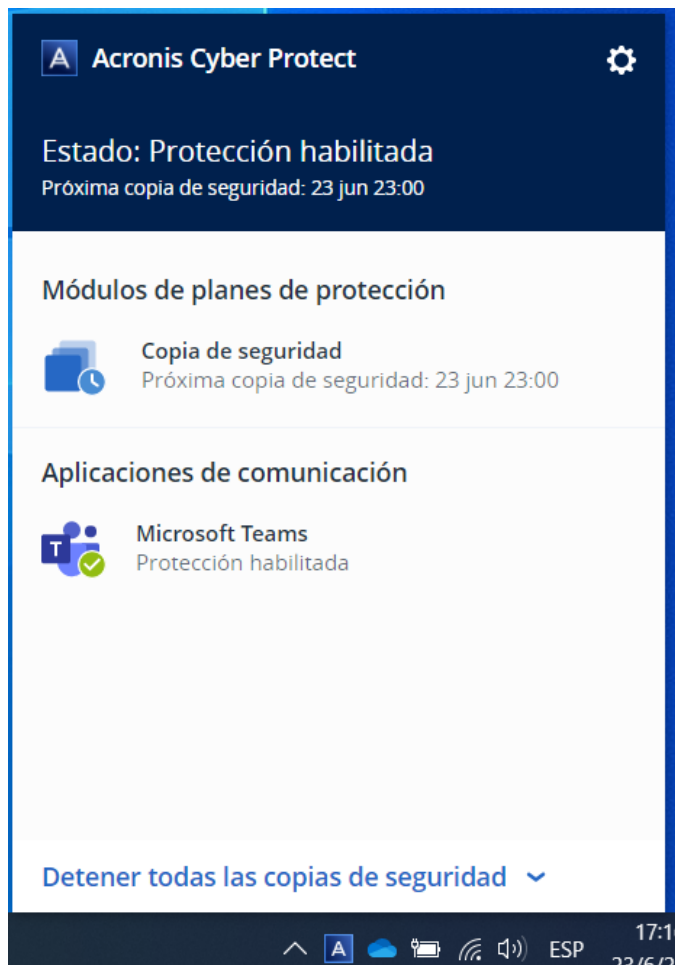 Acronis Cyber Protect
Estado: Protección habilitada
Próxima copia de seguridad: 23 jun 23:00
Módulos de planes de protección
Copia de seguridad
Próxima copia de seguridad: 23 jun 23:00
Aplicaciones de comunicación
Microsoft Teams
Protección habilitada
Detener todas las copias de seguridad
ESP